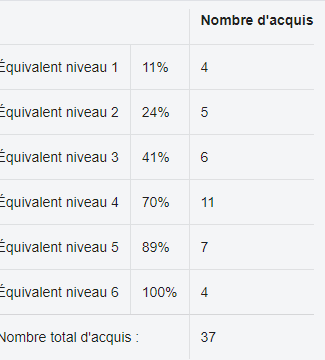 Nombre d'acquis
Équivalent niveau 1 11% 4
Équivalent niveau 2 24% 5
Équivalent niveau 3 41% 6
Équivalent niveau 4 70% 11
Équivalent niveau 5 89% 7
Équivalent niveau 6 100% 4
Nombre total d'acquis : 37